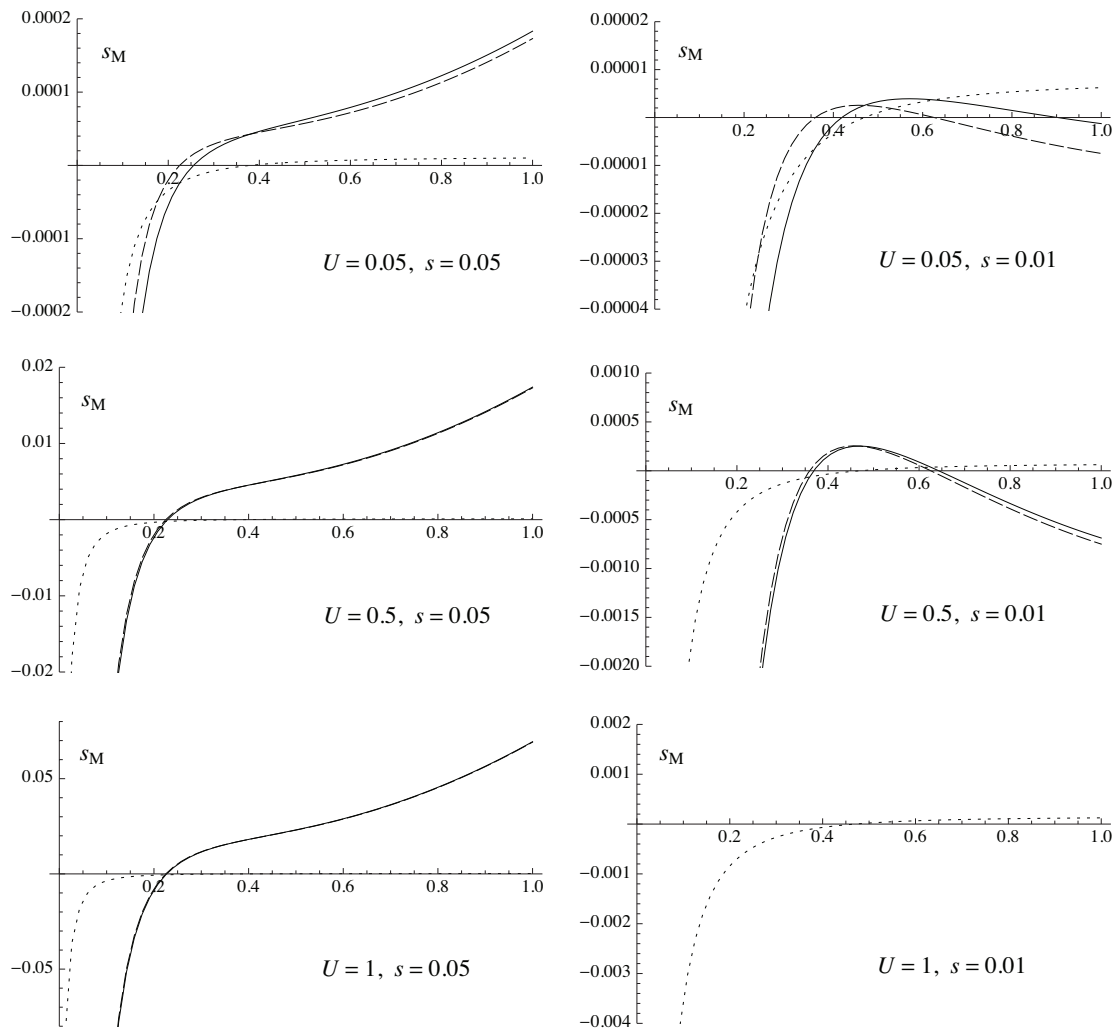 0.0002
s_M
0.0001
0.2 0.4 0.6 0.8 1.0
−0.0001
U = 0.05, s = 0.05
−0.0002
0.00002
s_M
0.00001
0.2 0.4 0.6 0.8 1.0
−0.00001
−0.00002
−0.00003
U = 0.05, s = 0.01
−0.00004
0.02
s_M
0.01
0.2 0.4 0.6 0.8 1.0
−0.01
U = 0.5, s = 0.05
−0.02
0.0010
s_M
0.0005
0.2 0.4 0.6 0.8 1.0
−0.0005
−0.0010
−0.0015
U = 0.5, s = 0.01
−0.0020
s_M
0.05
0.2 0.4 0.6 0.8 1.0
−0.05
U = 1, s = 0.05
0.002
s_M
0.001
0.2 0.4 0.6 0.8 1.0
−0.001
−0.002
−0.003
U = 1, s = 0.01
−0.004